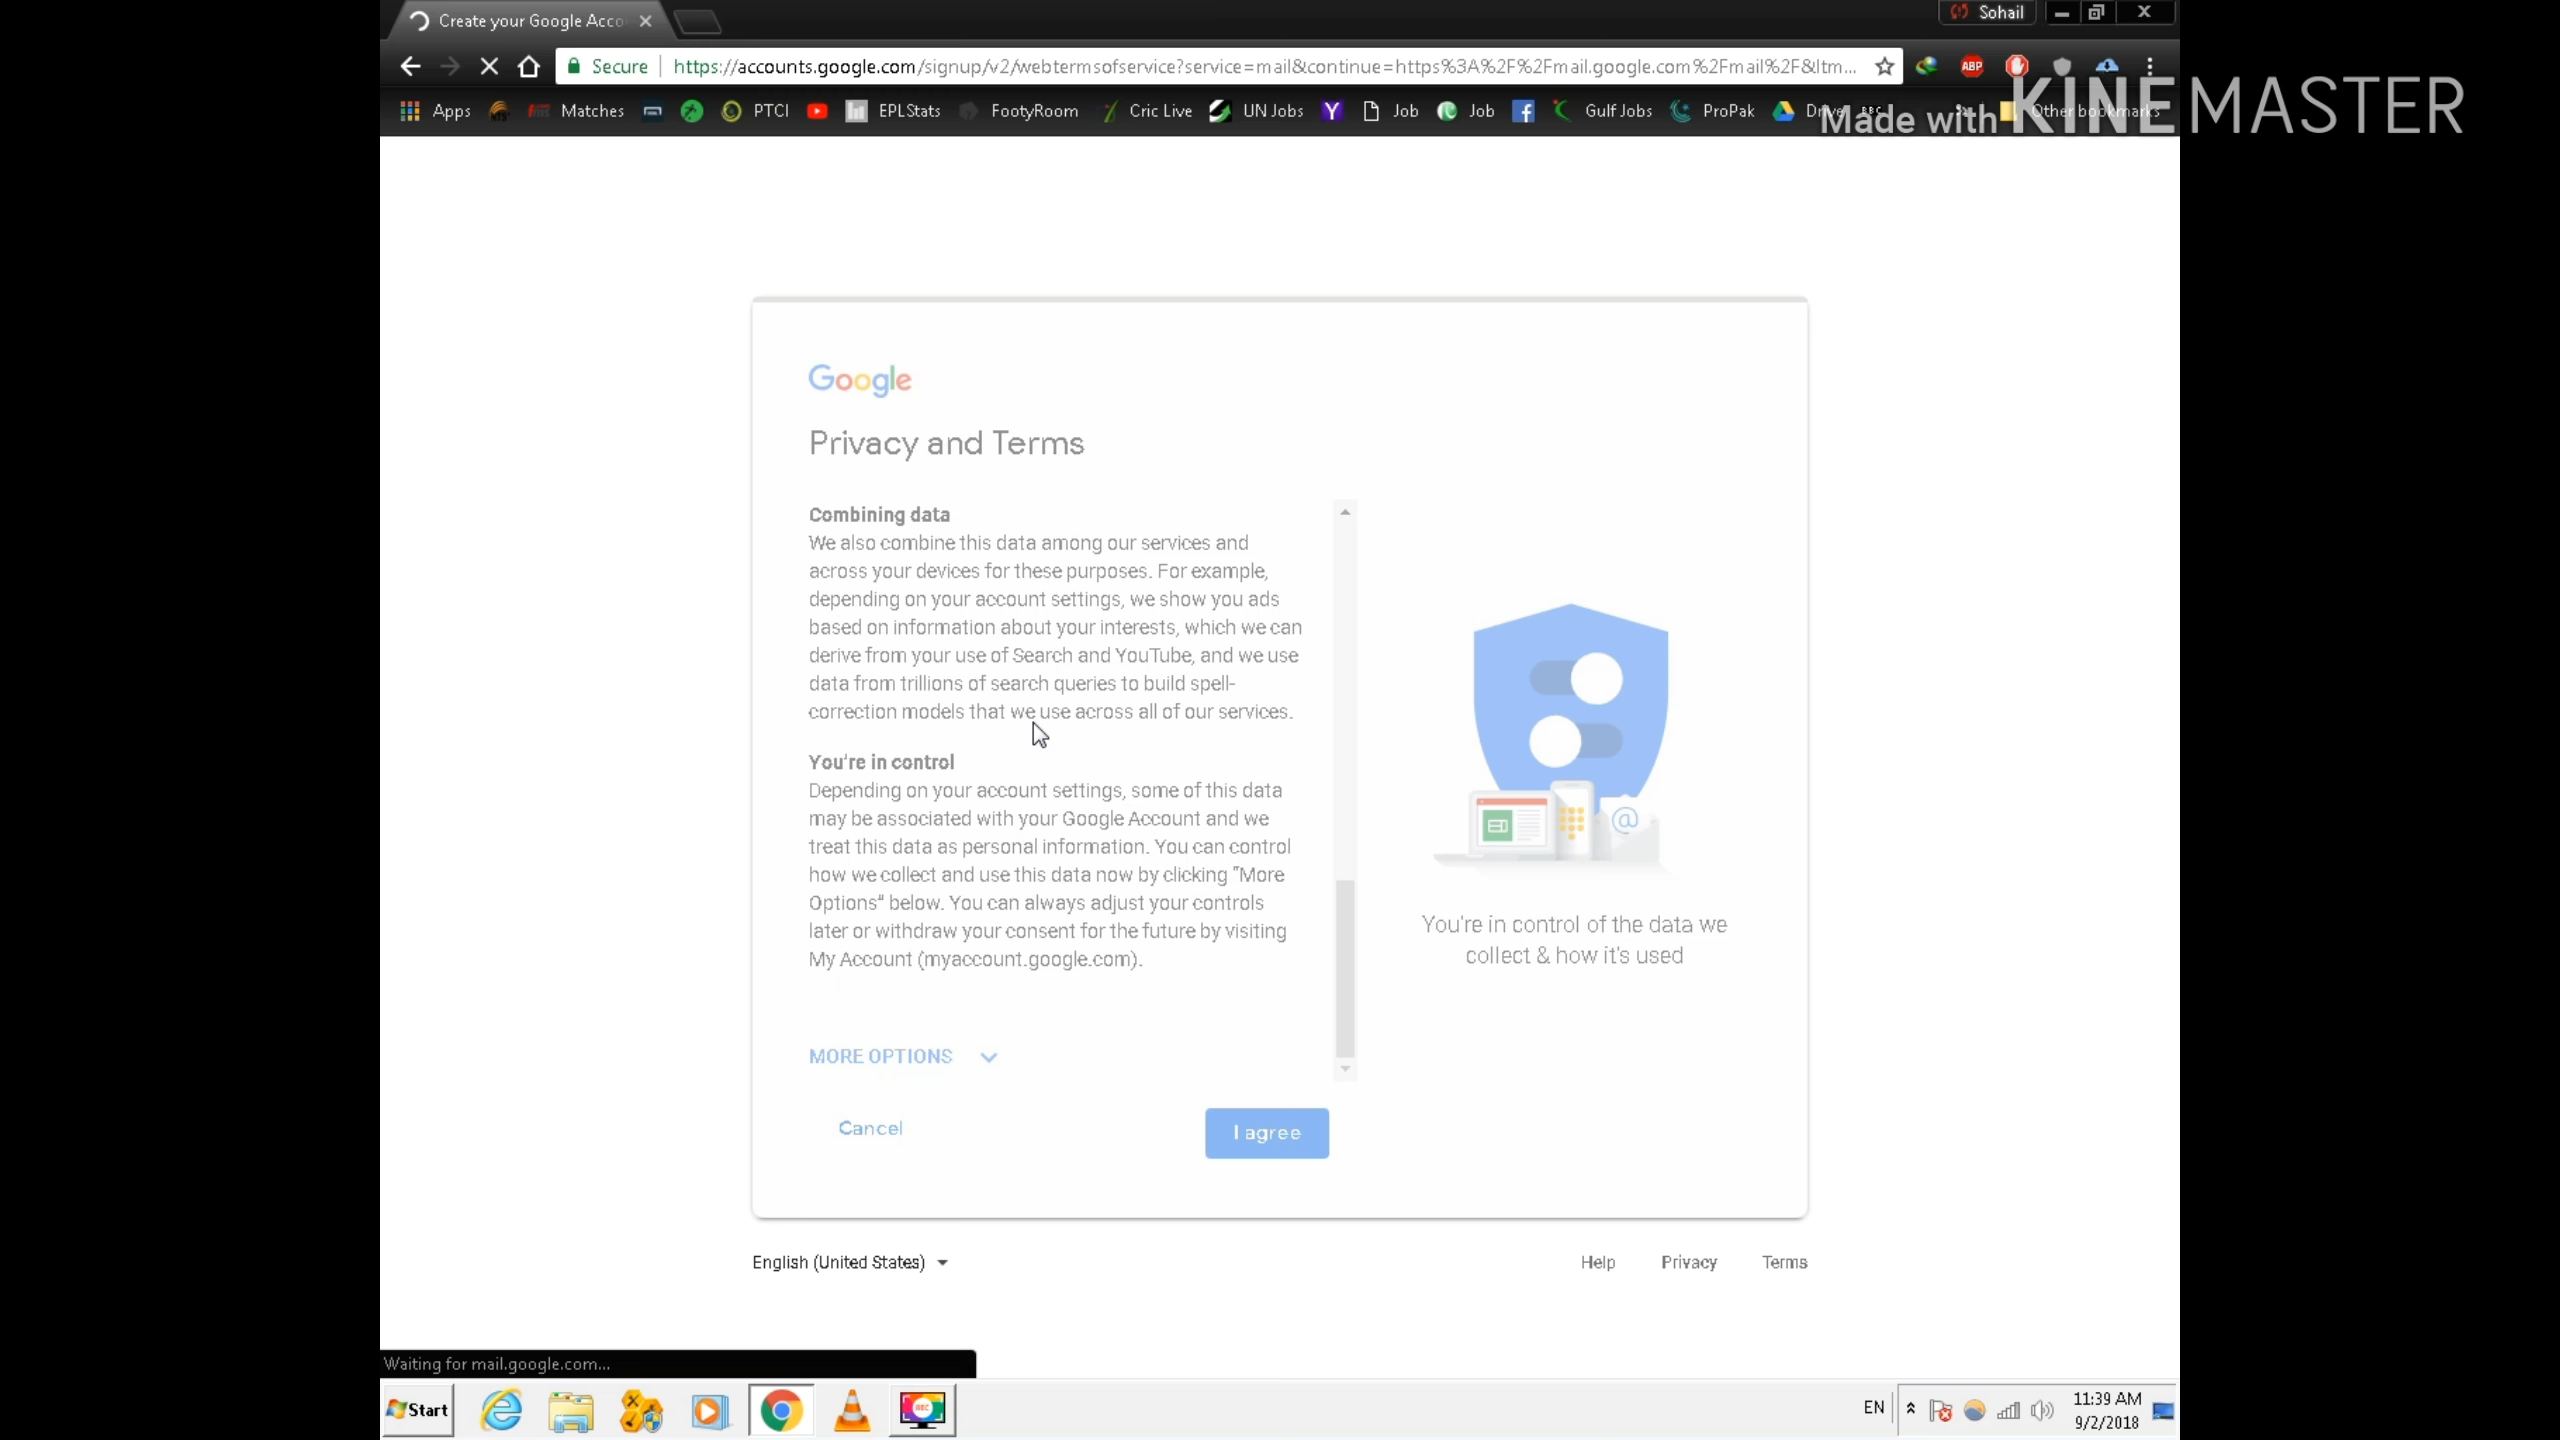 Create your Google Acco
Sohail
Secure
https://accounts.google.com/signup/v2/webtermsofservice?service=mail&continue=https%3A%2F%2Fmail.google.com%2Fmail%2F&ltm...
ABP
Apps
Matches
PTCI
EPLStats
FootyRoom
Cric Live
UN Jobs
Job
Job
Gulf Jobs
ProPak
Drive
Other bookmarks
Made with KINEMASTER
Google
Privacy and Terms
Combining data
We also combine this data among our services and
across your devices for these purposes. For example,
depending on your account settings, we show you ads
based on information about your interests, which we can
derive from your use of Search and YouTube, and we use
data from trillions of search queries to build spell-
correction models that we use across all of our services.
You're in control
Depending on your account settings, some of this data
may be associated with your Google Account and we
treat this data as personal information. You can control
how we collect and use this data now by clicking "More
Options" below. You can always adjust your controls
later or withdraw your consent for the future by visiting
My Account (myaccount.google.com).
MORE OPTIONS
Cancel
I agree
You're in control of the data we
collect & how it's used
English (United States)
Help
Privacy
Terms
Waiting for mail.google.com...
Start
EN
11:39 AM
9/2/2018